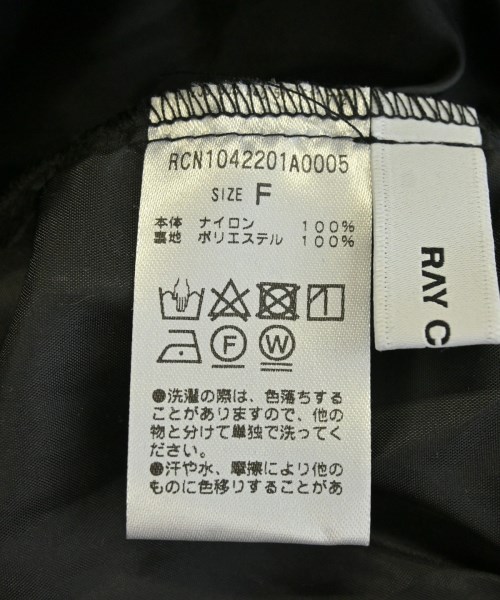 RCN1042201A0005
SIZE F
本体 ナイロン 100%
裏地 ポリエステル 100%
F W
●洗濯の際は、色落ちする
ことがありますので、他の
物と分けて単独で洗ってく
ださい。
●汗や水、摩擦により他の
ものに色移りすることがあ
RAY C